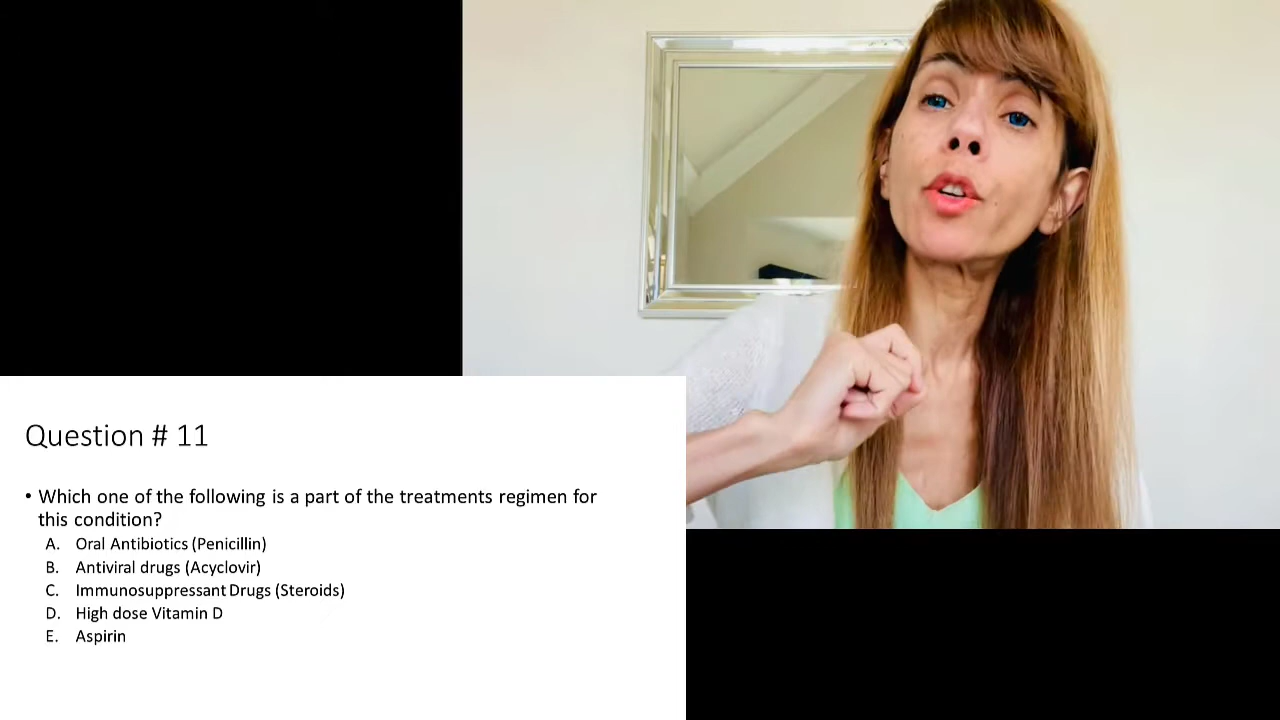 Question # 11
• Which one of the following is a part of the treatments regimen for
this condition?
A. Oral Antibiotics (Penicillin)
B. Antiviral drugs (Acyclovir)
C. Immunosuppressant Drugs (Steroids)
D. High dose Vitamin D
E. Aspirin